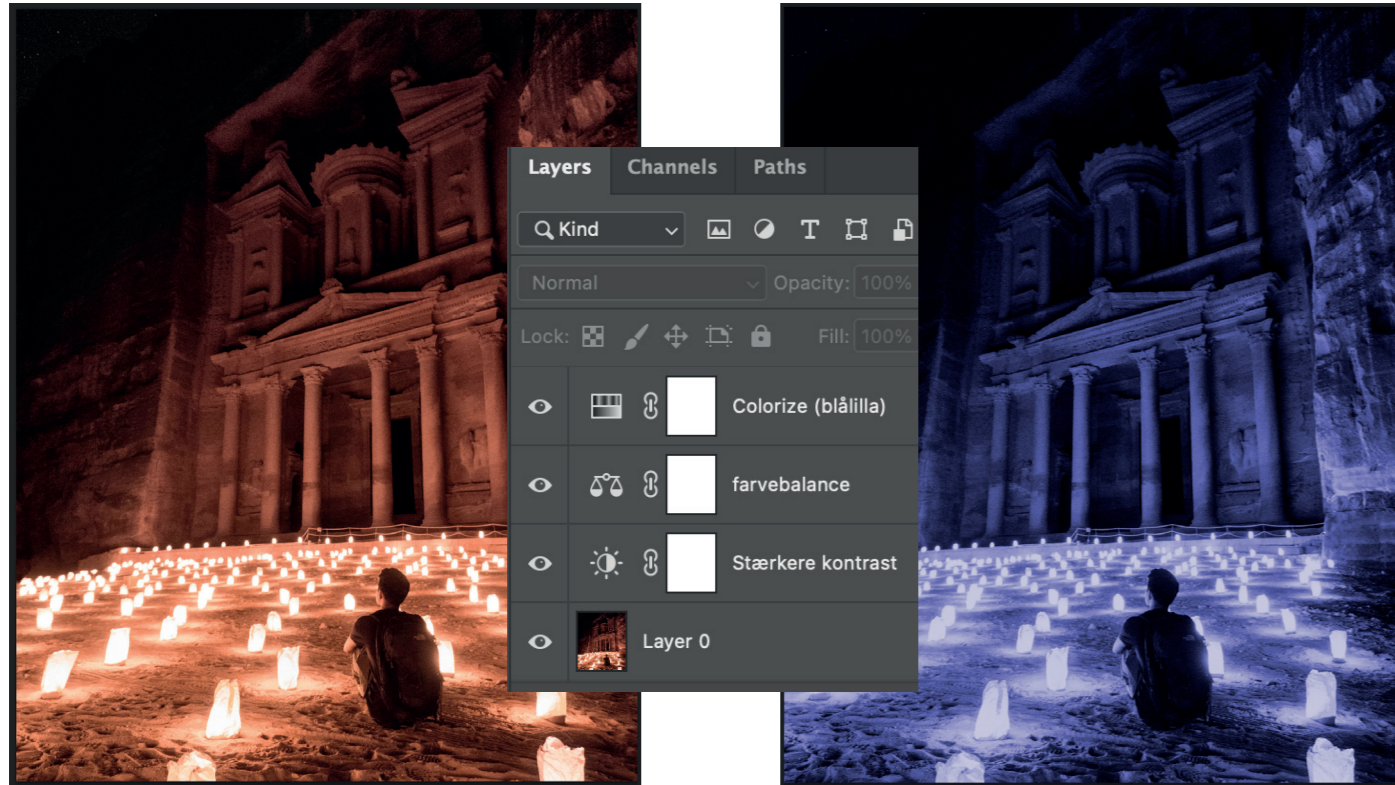 Layers Channels Paths
Kind
Normal Opacity: 100%
Lock: Fill: 100%
Colorize (blålilla)
farvebalance
Stærkere kontrast
Layer 0